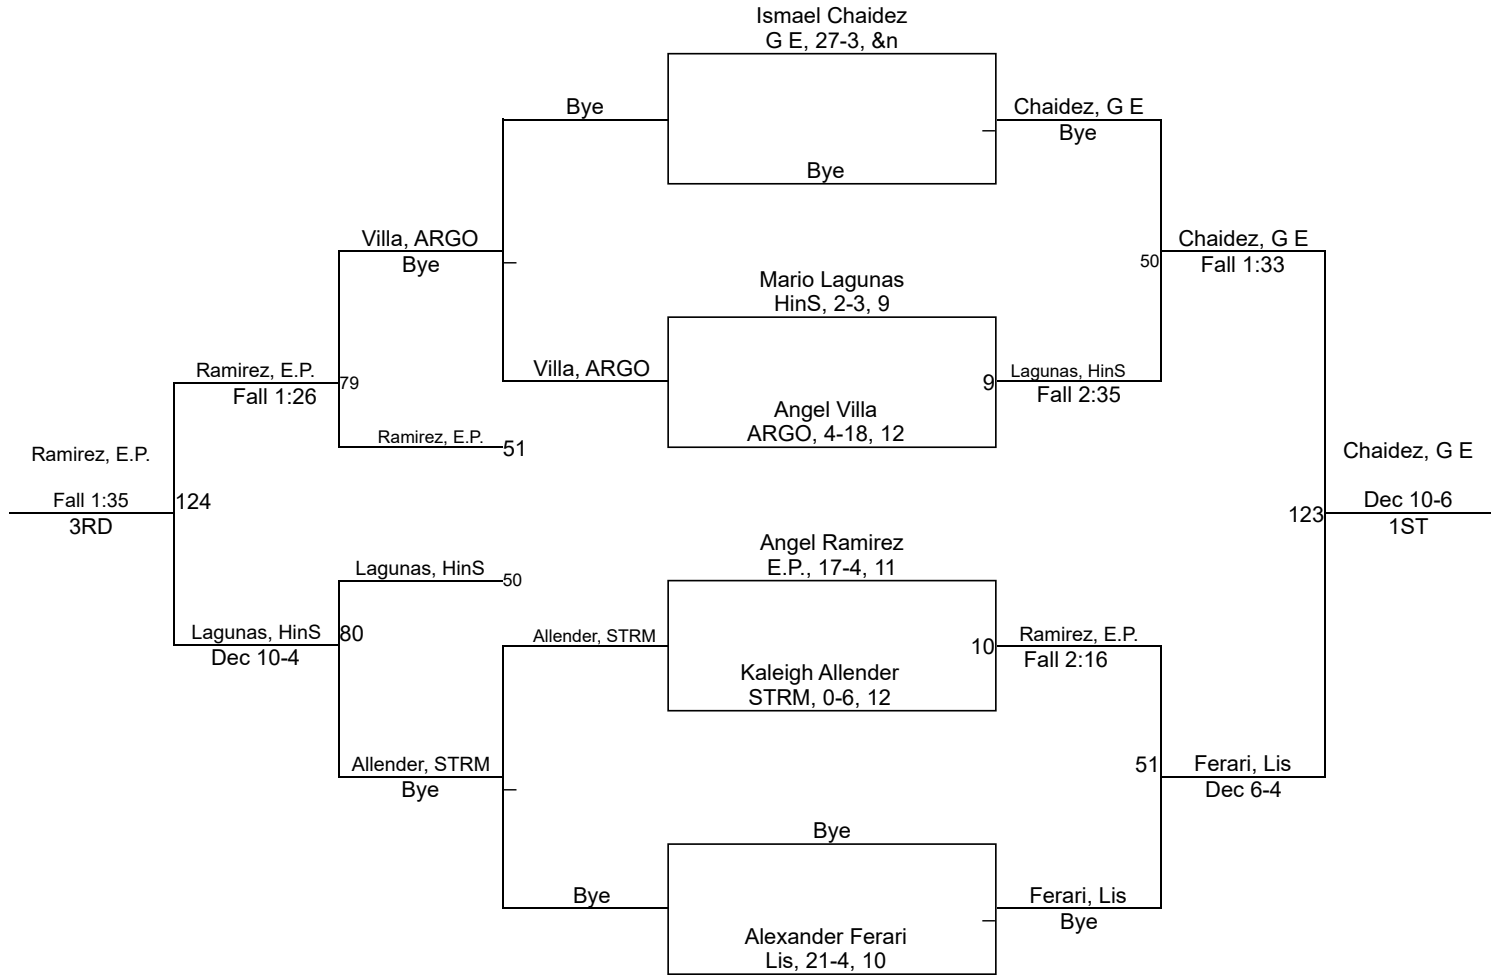 Ismael Chaidez
G E, 27-3, &n
Bye
Chaidez, G E
Bye
Bye
Villa, ARGO
Bye
Chaidez, G E
50
Fall 1:33
Mario Lagunas
HinS, 2-3, 9
Villa, ARGO
9
Lagunas, HinS
Fall 2:35
Ramirez, E.P.
79
Fall 1:26
Angel Villa
ARGO, 4-18, 12
Ramirez, E.P.
51
Ramirez, E.P.
Fall 1:35
124
3RD
Chaidez, G E
Dec 10-6
123
1ST
Angel Ramirez
E.P., 17-4, 11
Lagunas, HinS
50
Lagunas, HinS
80
Dec 10-4
Allender, STRM
10
Ramirez, E.P.
Fall 2:16
Kaleigh Allender
STRM, 0-6, 12
Allender, STRM
Bye
51
Ferari, Lis
Dec 6-4
Bye
Bye
Ferari, Lis
Bye
Alexander Ferari
Lis, 21-4, 10